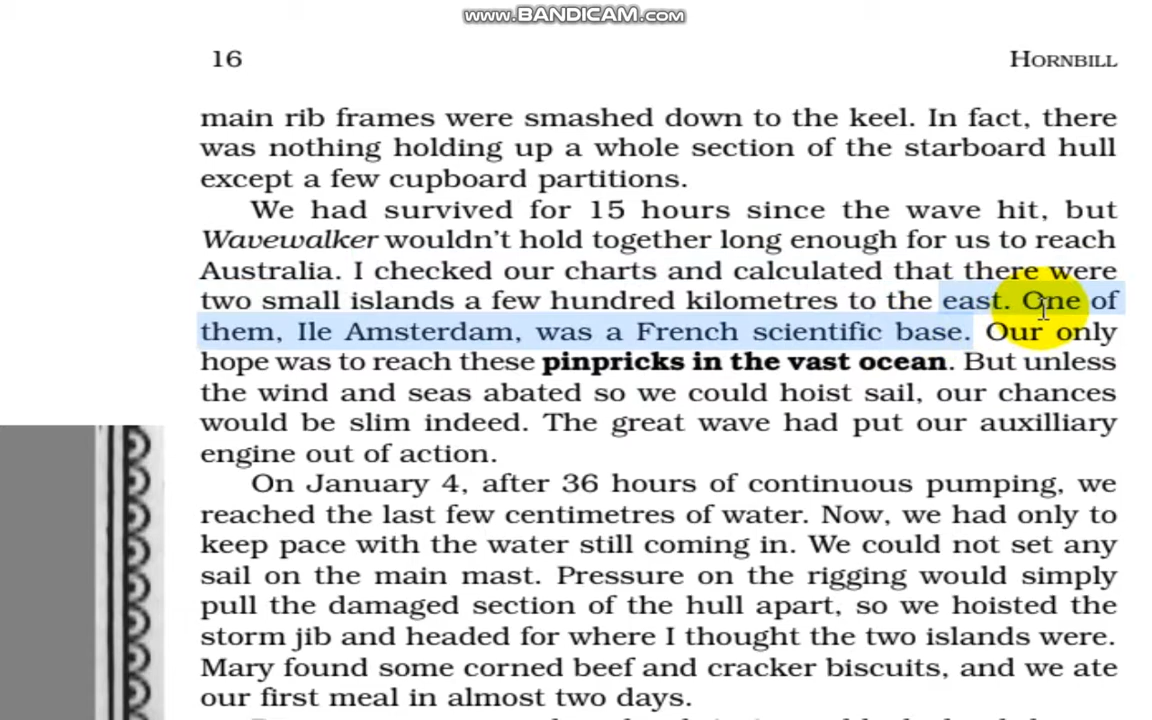 www.BANDICAM.com
16 HORNBILL
main rib frames were smashed down to the keel. In fact, there
was nothing holding up a whole section of the starboard hull
except a few cupboard partitions.
We had survived for 15 hours since the wave hit, but
Wavewalker wouldn't hold together long enough for us to reach
Australia. I checked our charts and calculated that there were
two small islands a few hundred kilometres to the east. One of
them, Ile Amsterdam, was a French scientific base. Our only
hope was to reach these pinpricks in the vast ocean. But unless
the wind and seas abated so we could hoist sail, our chances
would be slim indeed. The great wave had put our auxilliary
engine out of action.
On January 4, after 36 hours of continuous pumping, we
reached the last few centimetres of water. Now, we had only to
keep pace with the water still coming in. We could not set any
sail on the main mast. Pressure on the rigging would simply
pull the damaged section of the hull apart, so we hoisted the
storm jib and headed for where I thought the two islands were.
Mary found some corned beef and cracker biscuits, and we ate
our first meal in almost two days.